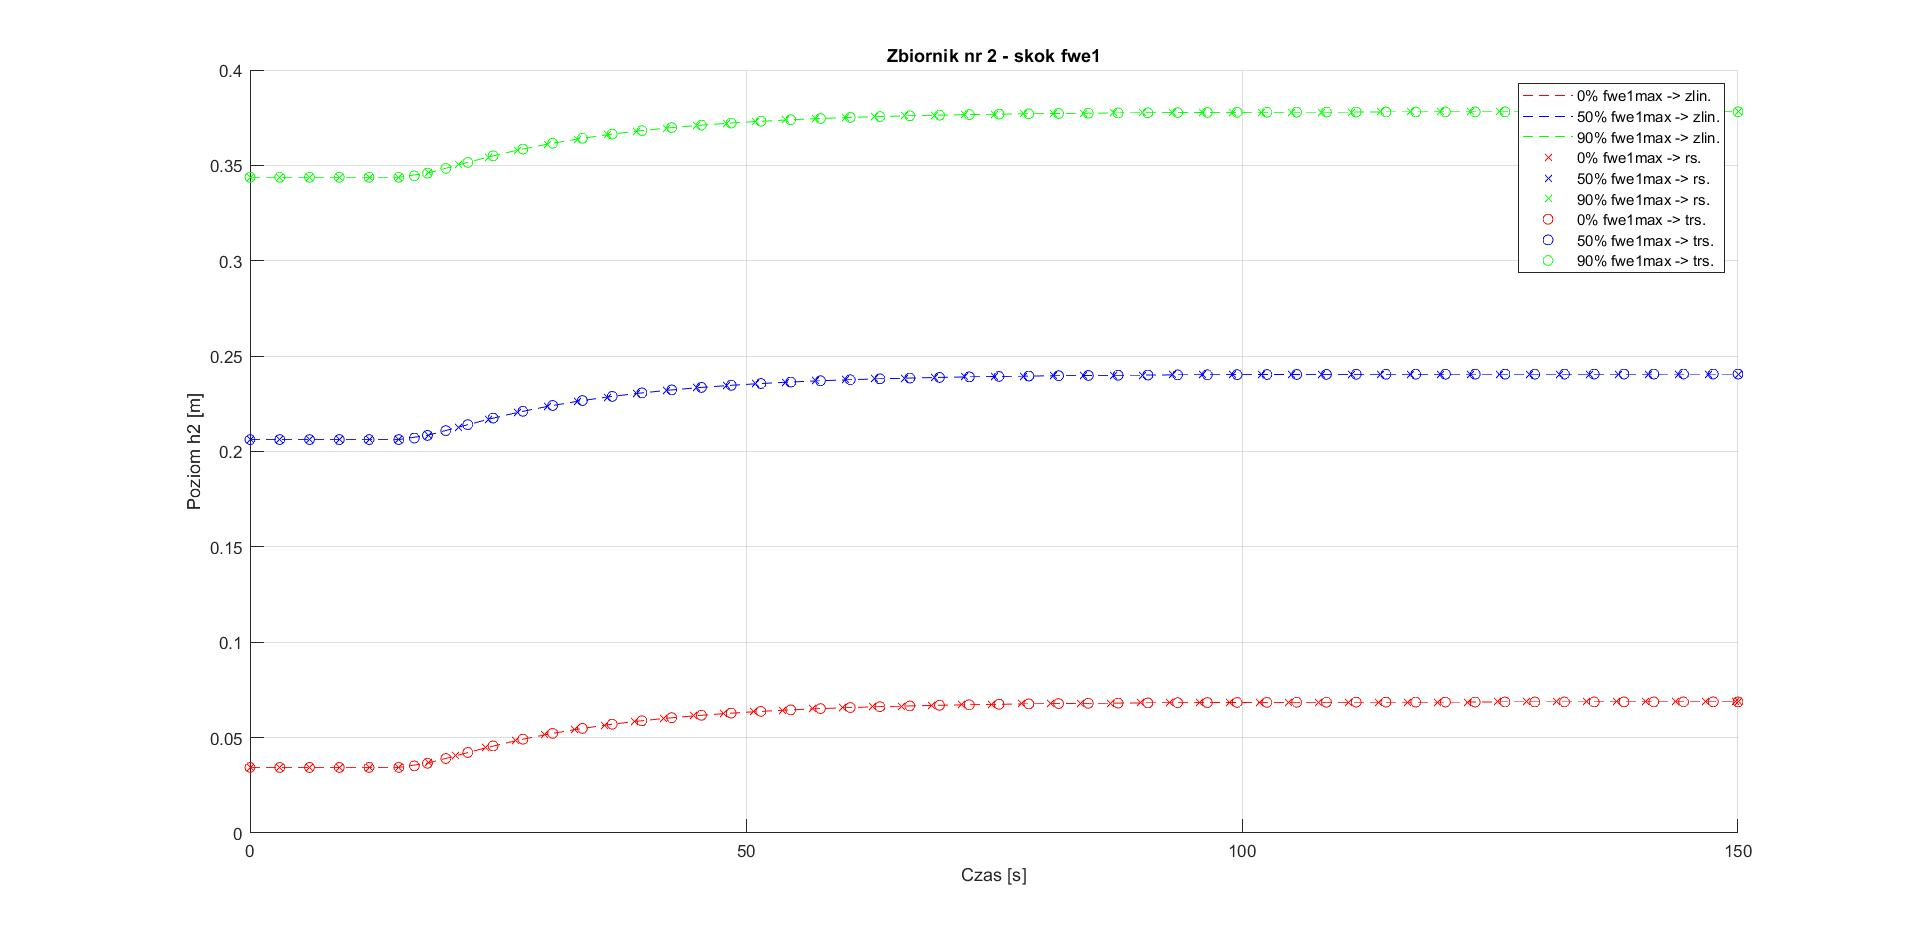 Zbiornik nr 2 - skok fwe1
0.4
0.35
0.3
0.25
0.2
0.15
0.1
0.05
0
Poziom h2 [m]
0% fwe1max -> zlin.
50% fwe1max -> zlin.
90% fwe1max -> zlin.
0% fwe1max -> rs.
50% fwe1max -> rs.
90% fwe1max -> rs.
0% fwe1max -> trs.
50% fwe1max -> trs.
90% fwe1max -> trs.
0 50 100 150
Czas [s]